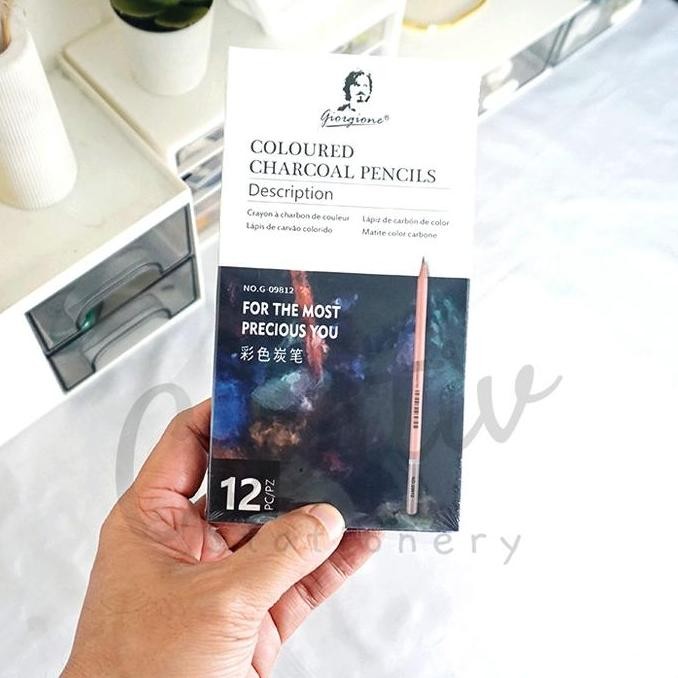 Giorgione®
COLOURED
CHARCOAL PENCILS
Description
Crayon à charbon de couleur
Lápis de carvão colorido
Lápiz de carbón de color
Matite color carbone
NO.G-09812
FOR THE MOST
PRECIOUS YOU
彩色炭笔
12 PC/PZ
Stationery